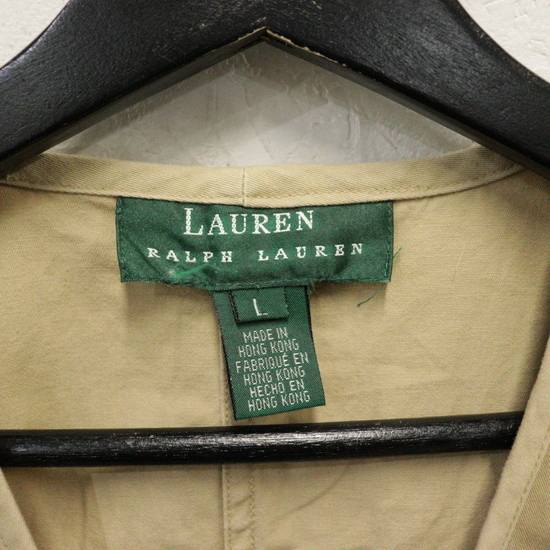 LAUREN
RALPH LAUREN
L
MADE IN
HONG KONG
FABRIQUÉ EN
HONG KONG
HECHO EN
HONG KONG